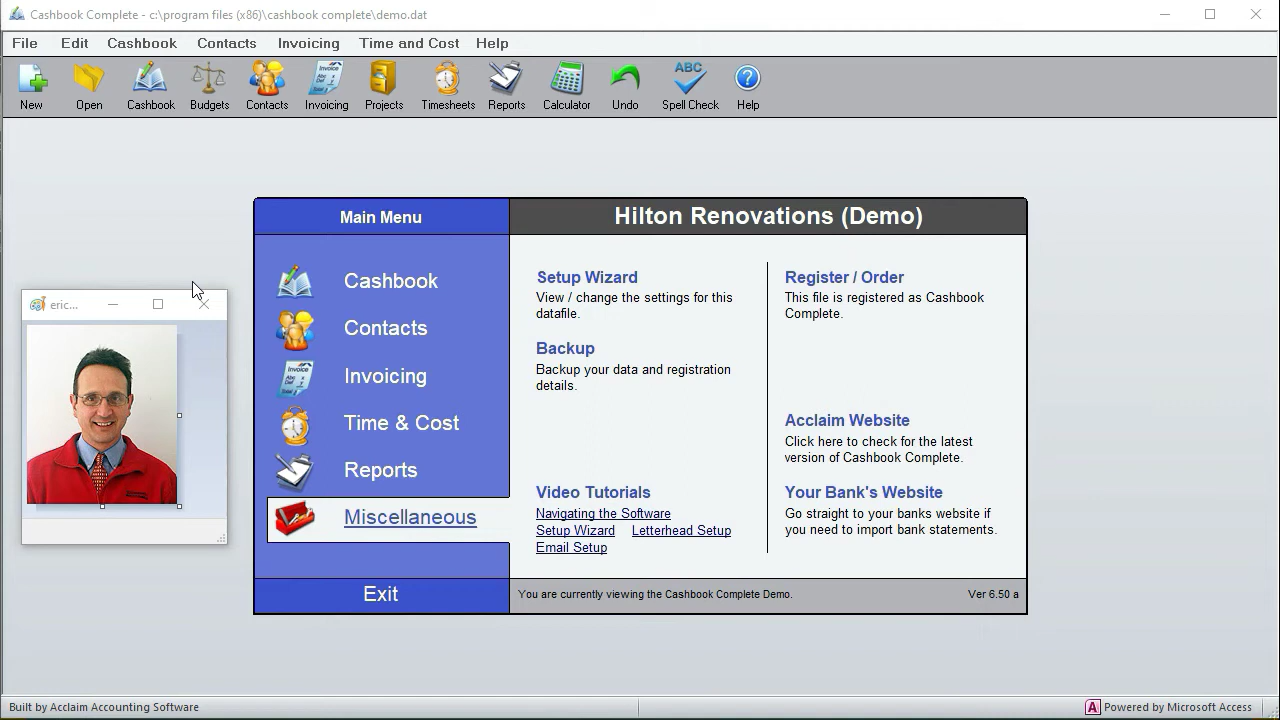 Cashbook Complete - c:\program files (x86)\cashbook complete\demo.dat
File Edit Cashbook Contacts Invoicing Time and Cost Help
New Open Cashbook Budgets Contacts Invoicing Projects Timesheets Reports Calculator Undo Spell Check Help
Main Menu
Cashbook
Contacts
Invoicing
Time & Cost
Reports
Miscellaneous
Exit
Hilton Renovations (Demo)
Setup Wizard
View / change the settings for this
datafile.
Backup
Backup your data and registration
details.
Video Tutorials
Navigating the Software
Setup Wizard Letterhead Setup
Email Setup
Register / Order
This file is registered as Cashbook
Complete.
Acclaim Website
Click here to check for the latest
version of Cashbook Complete.
Your Bank's Website
Go straight to your banks website if
you need to import bank statements.
You are currently viewing the Cashbook Complete Demo. Ver 6.50 a
eric...
Built by Acclaim Accounting Software
Powered by Microsoft Access